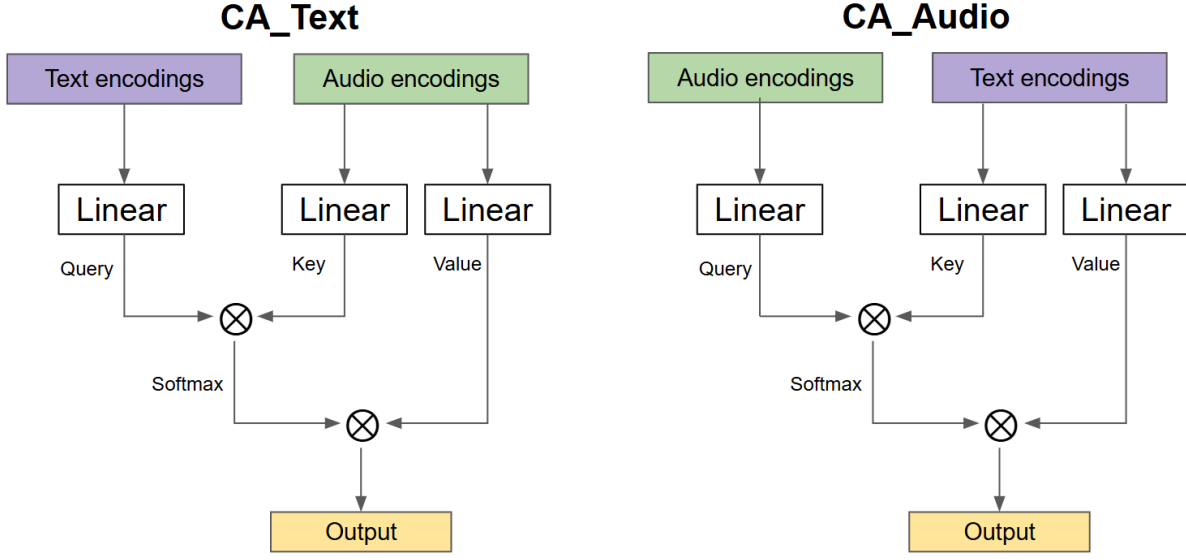 CA_Text
Text encodings
Audio encodings
Linear
Linear
Linear
Query
Key
Value
Softmax
Output
CA_Audio
Audio encodings
Text encodings
Linear
Linear
Linear
Query
Key
Value
Softmax
Output